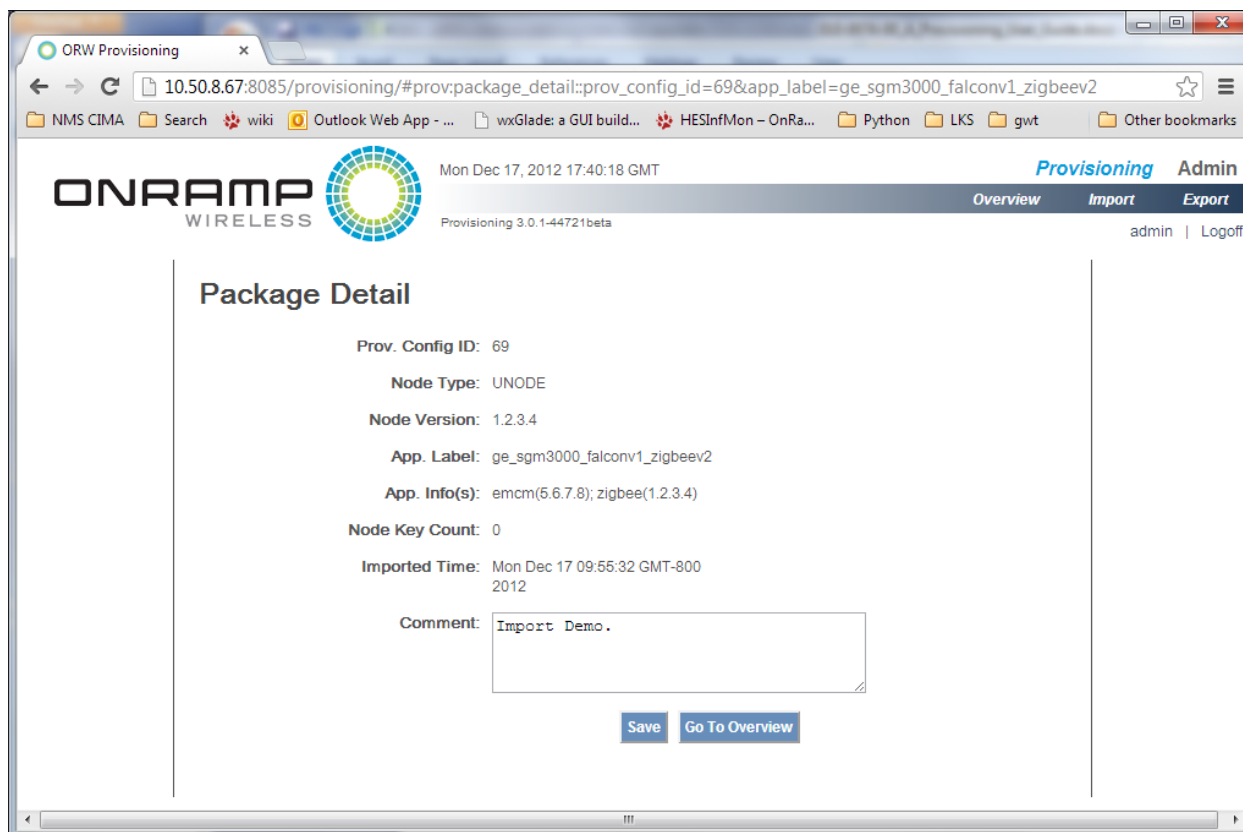 ORW Provisioning
10.50.8.67:8085/provisioning/#prov:package_detail::prov_config_id=69&app_label=ge_sgm3000_falconv1_zigbeev2
NMS CIMA Search wiki Outlook Web App - ... wxGlade: a GUI build... HESInfMon – OnRa... Python LKS gwt Other bookmarks
ONRAMP
WIRELESS
Mon Dec 17, 2012 17:40:18 GMT
Provisioning Admin
Overview Import Export
Provisioning 3.0.1-44721beta
admin | Logoff
Package Detail
Prov. Config ID: 69
Node Type: UNODE
Node Version: 1.2.3.4
App. Label: ge_sgm3000_falconv1_zigbeev2
App. Info(s): emcm(5.6.7.8); zigbee(1.2.3.4)
Node Key Count: 0
Imported Time: Mon Dec 17 09:55:32 GMT-800
2012
Comment: Import Demo.
Save Go To Overview